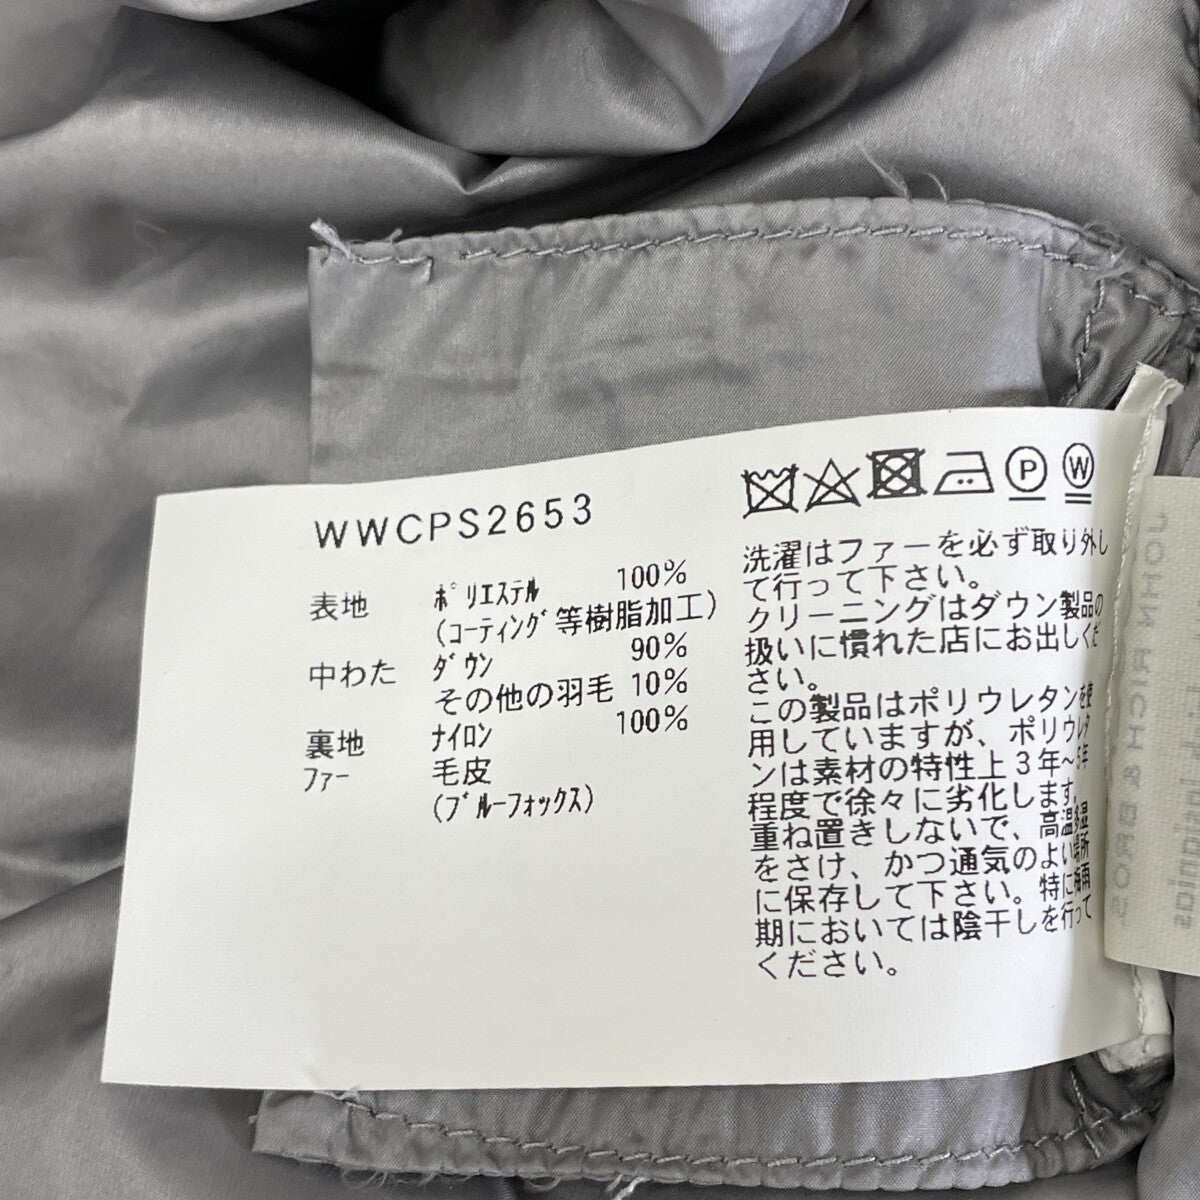 WWCPS2653
表地 ポリエステル 100%
(コーティング等樹脂加工)
中わた ダウン 90%
その他の羽毛 10%
裏地 ナイロン 100%
ファー 毛皮
(ブルーフォックス)
P W
洗濯はファーを必ず取り外し
て行って下さい。
クリーニングはダウン製品の
扱いに慣れた店にお出しくだ
さい。
この製品はポリウレタンを使
用していますが、ポリウレタ
ンは素材の特性上3年~5年
程度で徐々に劣化します。
重ね置きしないで、高温多湿
をさけ、かつ通気のよい場所
に保存して下さい。特に梅雨
期においては陰干しを行って
ください。
JOHN RICH & BROS.